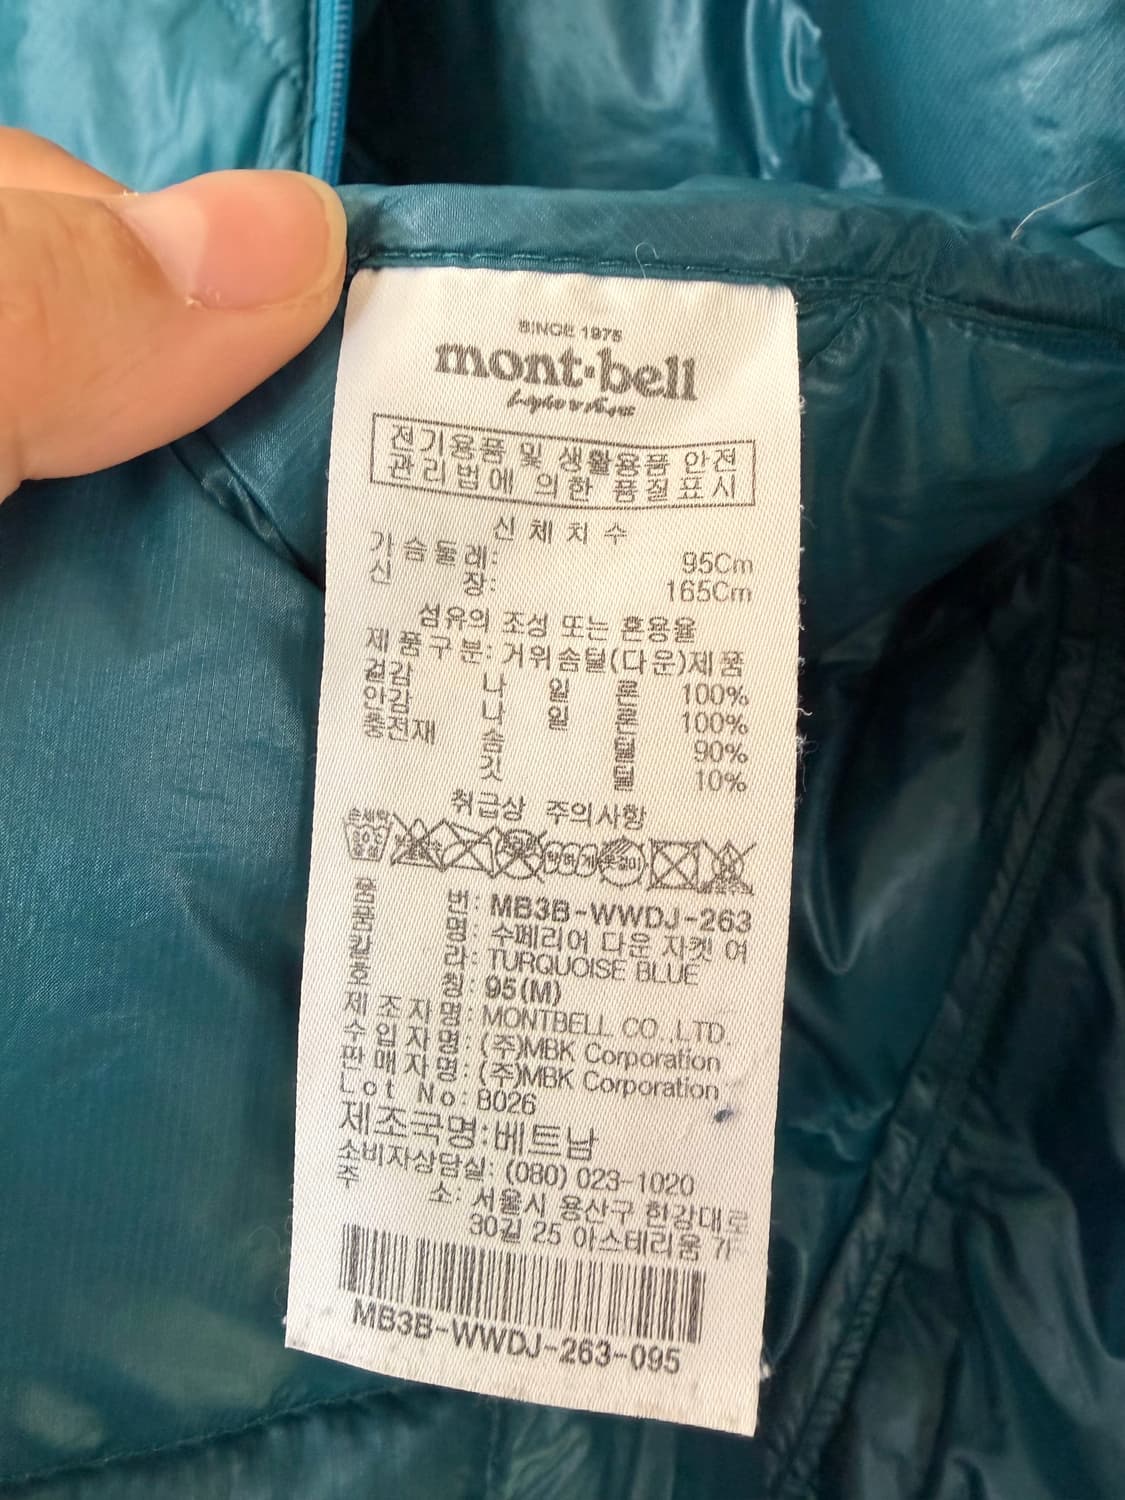 SINCE 1975
mont·bell
전기용품 및 생활용품 안전
관리법에 의한 품질표시
신체치수
가슴둘레: 95Cm
신 장: 165Cm
섬유의 조성 또는 혼용율
제품구분: 거위솜털(다운)제품
겉감 나 일 론 100%
안감 나 일 론 100%
충전재 솜 털 90%
깃 털 10%
취급상 주의사항
손세탁
약하게
품 번: MB3B-WWDJ-263
품 명: 수페리어 다운 자켓 여
칼 라: TURQUOISE BLUE
호 칭: 95(M)
제 조 자 명: MONTBELL CO.,LTD.
수 입 자 명: (주)MBK Corporation
판 매 자 명: (주)MBK Corporation
Lot No: B026
제조국명:베트남
소비자상담실: (080) 023-1020
주 소: 서울시 용산구 한강대로
30길 25 아스테리움
MB3B-WWDJ-263-095